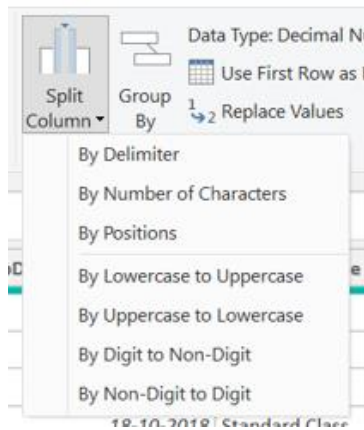 Data Type: Decimal
Use First Row as
Split Column
Group By
1 2 Replace Values
By Delimiter
By Number of Characters
By Positions
By Lowercase to Uppercase
By Uppercase to Lowercase
By Digit to Non-Digit
By Non-Digit to Digit
18-10-2018 Standard Class